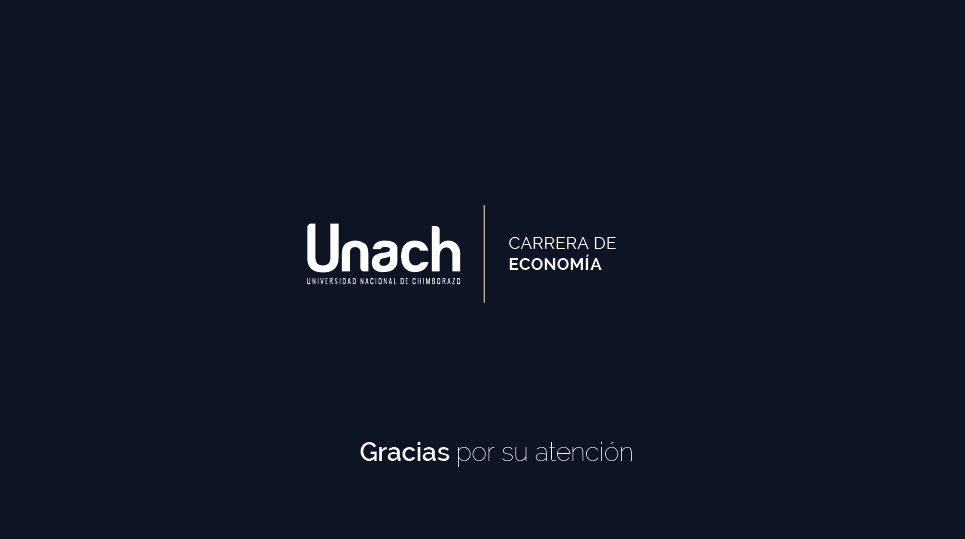 Unach
UNIVERSIDAD NACIONAL DE CHIMBORAZO
CARRERA DE
ECONOMÍA
Gracias por su atención